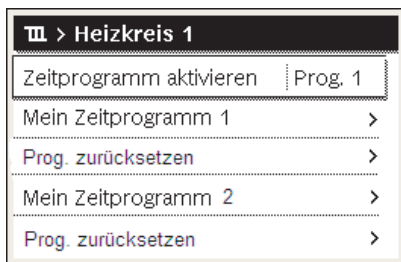 > Heizkreis 1
Zeitprogramm aktivieren Prog. 1
Mein Zeitprogramm 1 >
Prog. zurücksetzen >
Mein Zeitprogramm 2 >
Prog. zurücksetzen >